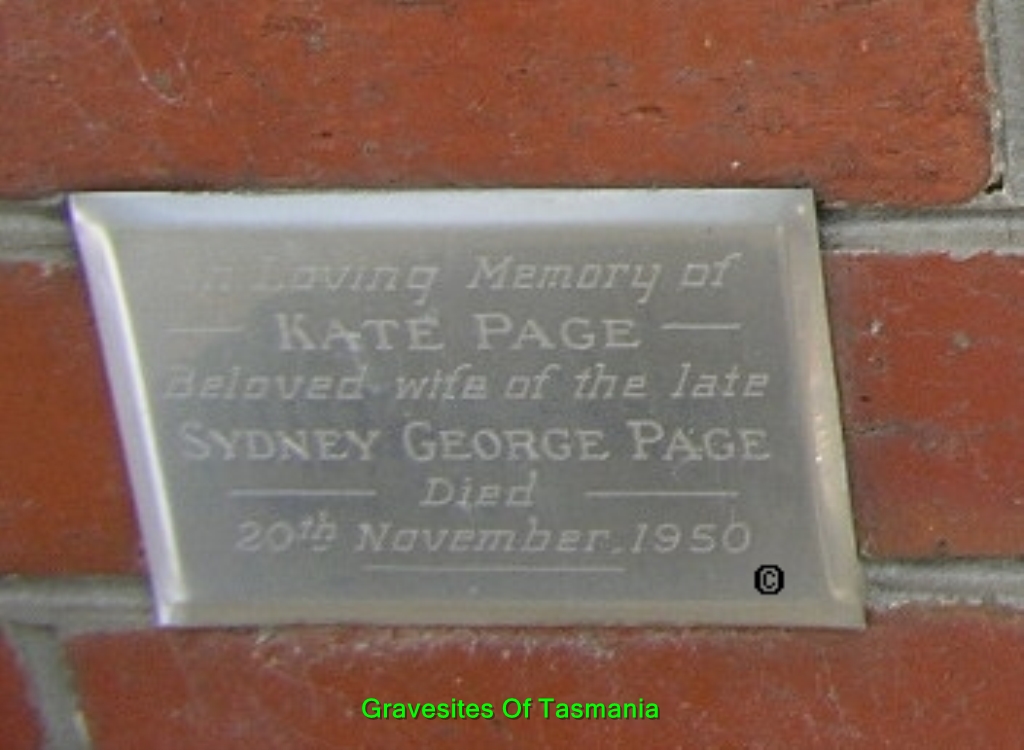 In Loving Memory of
KATE PAGE
Beloved wife of the late
SYDNEY GEORGE PAGE
Died
20th November.1950
©
Gravesites Of Tasmania